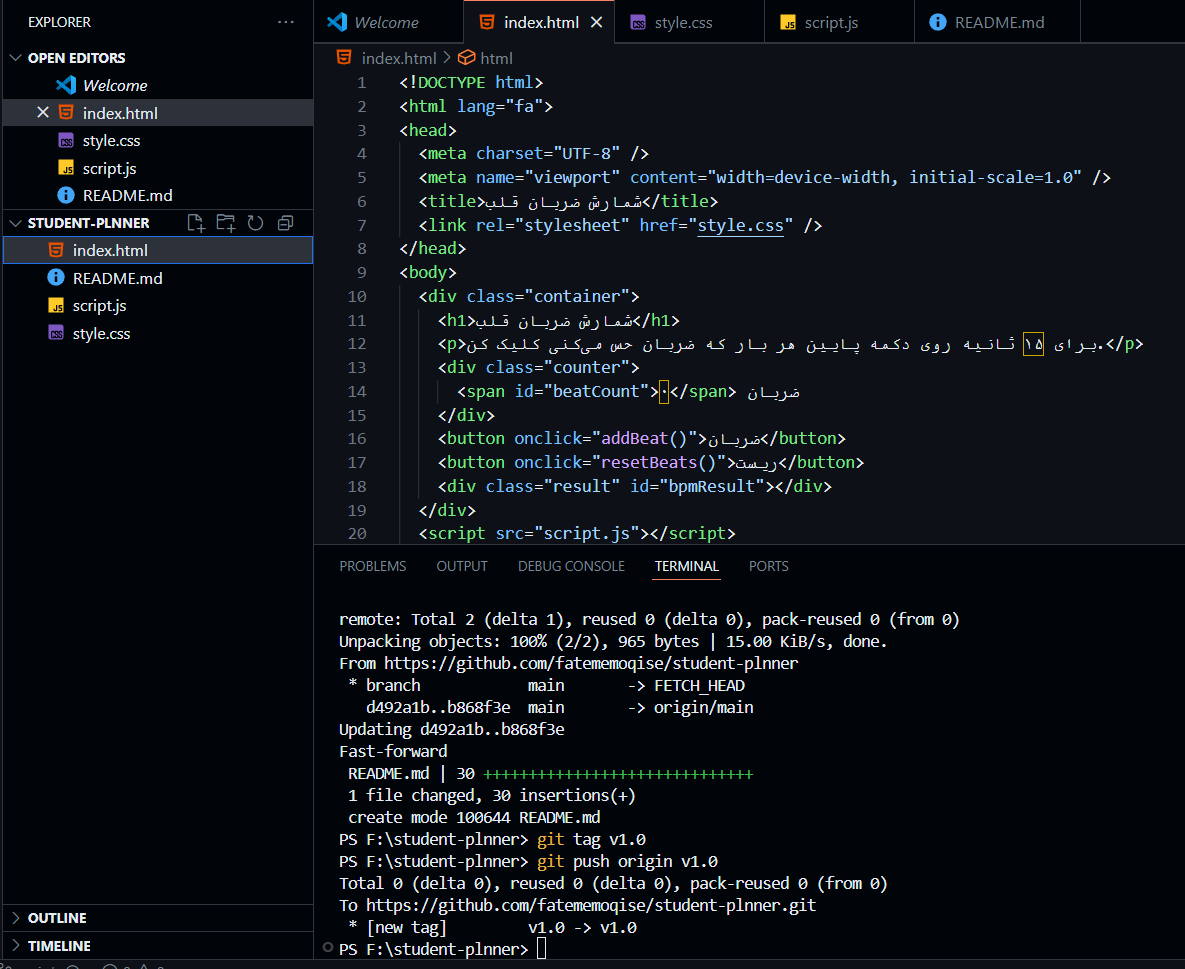 EXPLORER
OPEN EDITORS
Welcome
index.html
style.css
script.js
README.md
STUDENT-PLNNER
index.html
README.md
script.js
style.css
OUTLINE
TIMELINE
Welcome
index.html
style.css
script.js
README.md
index.html > html
1 <!DOCTYPE html>
2 <html lang="fa">
3 <head>
4 <meta charset="UTF-8" />
5 <meta name="viewport" content="width=device-width, initial-scale=1.0" />
6 <title>شمارش ضربان قلب</title>
7 <link rel="stylesheet" href="style.css" />
8 </head>
9 <body>
10 <div class="container">
11 <h1>شمارش ضربان قلب</h1>
12 <p>برای ۱۵ ثانیه روی دکمه پایین هر بار که ضربان حس می‌کنی کلیک کن.</p>
13 <div class="counter">
14 <span id="beatCount">۰</span> ضربان
15 </div>
16 <button onclick="addBeat()">ضربان</button>
17 <button onclick="resetBeats()">ریست</button>
18 <div class="result" id="bpmResult"></div>
19 </div>
20 <script src="script.js"></script>
PROBLEMS OUTPUT DEBUG CONSOLE TERMINAL PORTS
remote: Total 2 (delta 1), reused 0 (delta 0), pack-reused 0 (from 0)
Unpacking objects: 100% (2/2), 965 bytes | 15.00 KiB/s, done.
From https://github.com/fatememoqise/student-plnner
* branch main -> FETCH_HEAD
d492a1b..b868f3e main -> origin/main
Updating d492a1b..b868f3e
Fast-forward
README.md | 30 ++++++++++++++++++++++++++++++
1 file changed, 30 insertions(+)
create mode 100644 README.md
PS F:\student-plnner> git tag v1.0
PS F:\student-plnner> git push origin v1.0
Total 0 (delta 0), reused 0 (delta 0), pack-reused 0 (from 0)
To https://github.com/fatememoqise/student-plnner.git
* [new tag] v1.0 -> v1.0
PS F:\student-plnner>